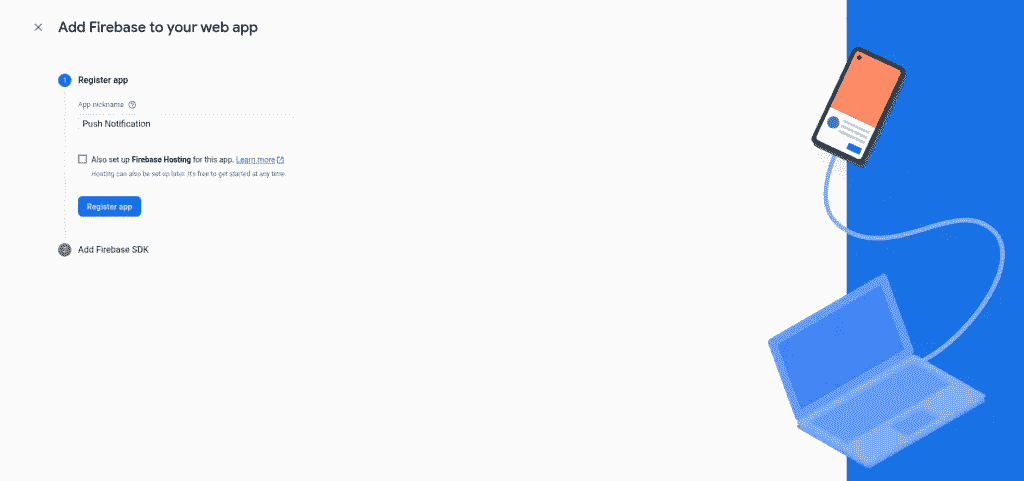 Add Firebase to your web app
1 Register app
App nickname
Push Notification
Also set up Firebase Hosting for this app. Learn more
Hosting can also be set up later. It's free to get started at any time.
Register app
Add Firebase SDK